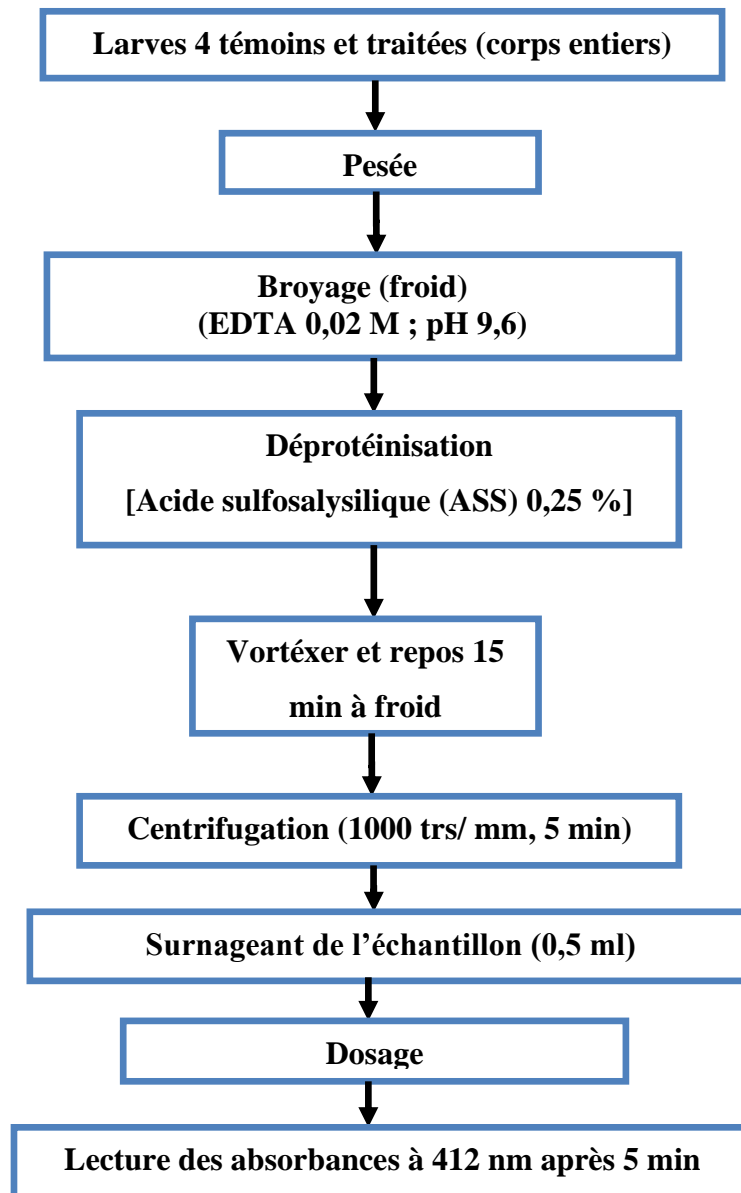 Larves 4 témoins et traitées (corps entiers)
Pesée
Broyage (froid)
(EDTA 0,02 M ; pH 9,6)
Déprotéinisation
[Acide sulfosalysilique (ASS) 0,25 %]
Vortéxer et repos 15
min à froid
Centrifugation (1000 trs/ mm, 5 min)
Surnageant de l’échantillon (0,5 ml)
Dosage
Lecture des absorbances à 412 nm après 5 min